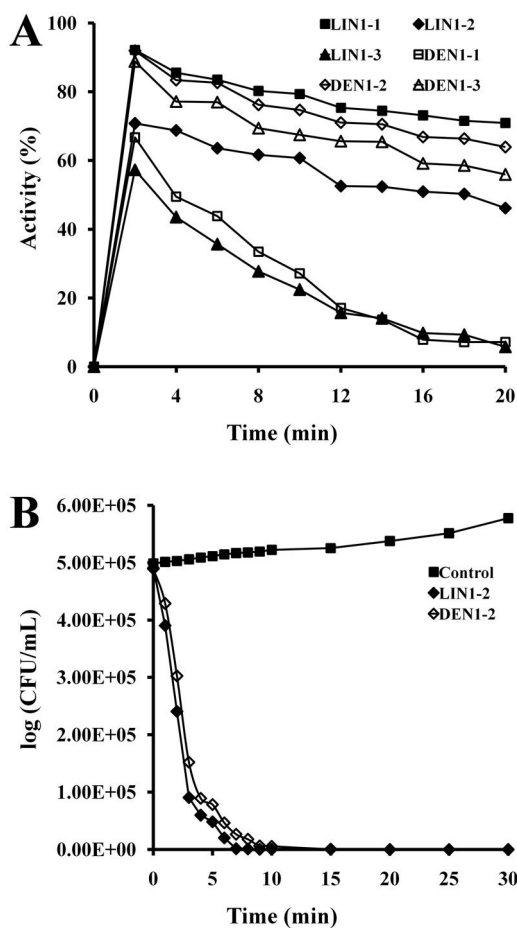 A
LIN1-1 LIN1-2
LIN1-3 DEN1-1
DEN1-2 DEN1-3
100
80
60
40
20
0
Activity (%)
0 4 8 12 16 20
Time (min)
B
6.00E+05
5.00E+05
4.00E+05
3.00E+05
2.00E+05
1.00E+05
0.00E+00
log (CFU/mL)
Control
LIN1-2
DEN1-2
0 5 10 15 20 25 30
Time (min)